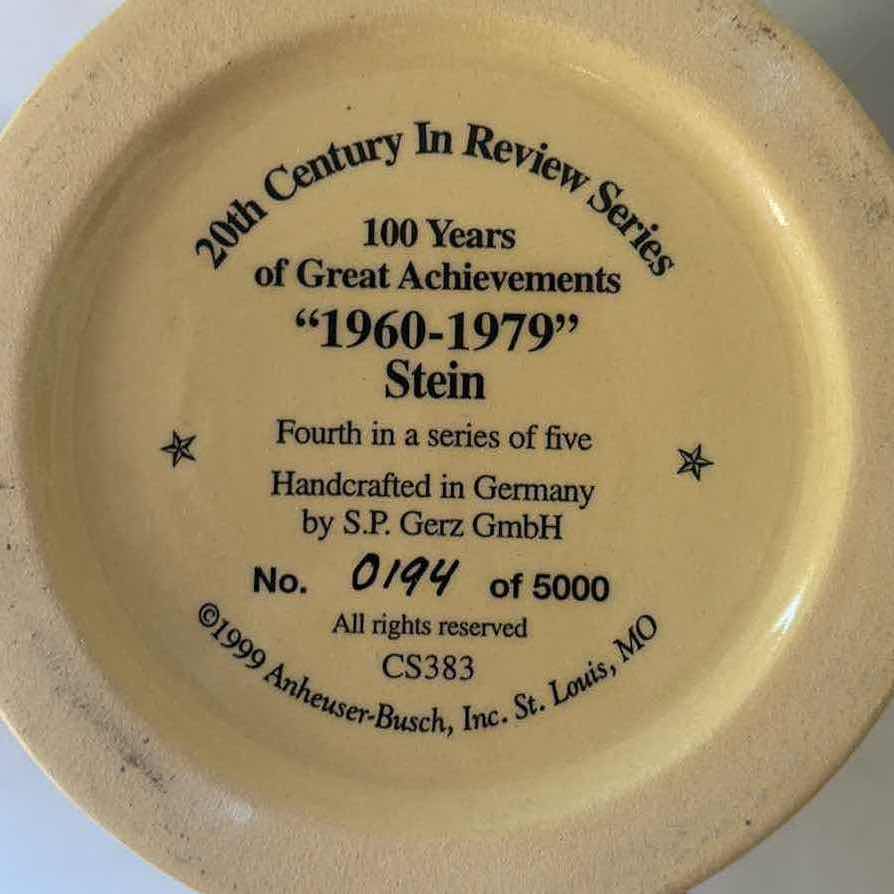 20th Century In Review Series
100 Years
of Great Achievements
“1960-1979”
Stein
Fourth in a series of five
Handcrafted in Germany
by S.P. Gerz GmbH
No. 0194 of 5000
All rights reserved
CS383
©1999 Anheuser-Busch, Inc. St. Louis, MO